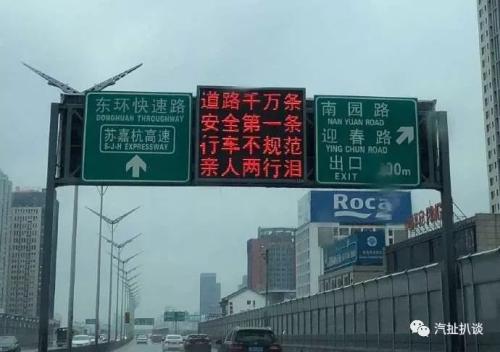 东环快速路
DONGHUAN THROUGHWAY
苏嘉杭高速
S-J-H EXPRESSWAY
道路千万条
安全第一条
行车不规范
亲人两行泪
南园路
NAN YUAN ROAD
迎春路
YING CHUN ROAD
出口
EXIT
00m
Roca
汽扯扒谈